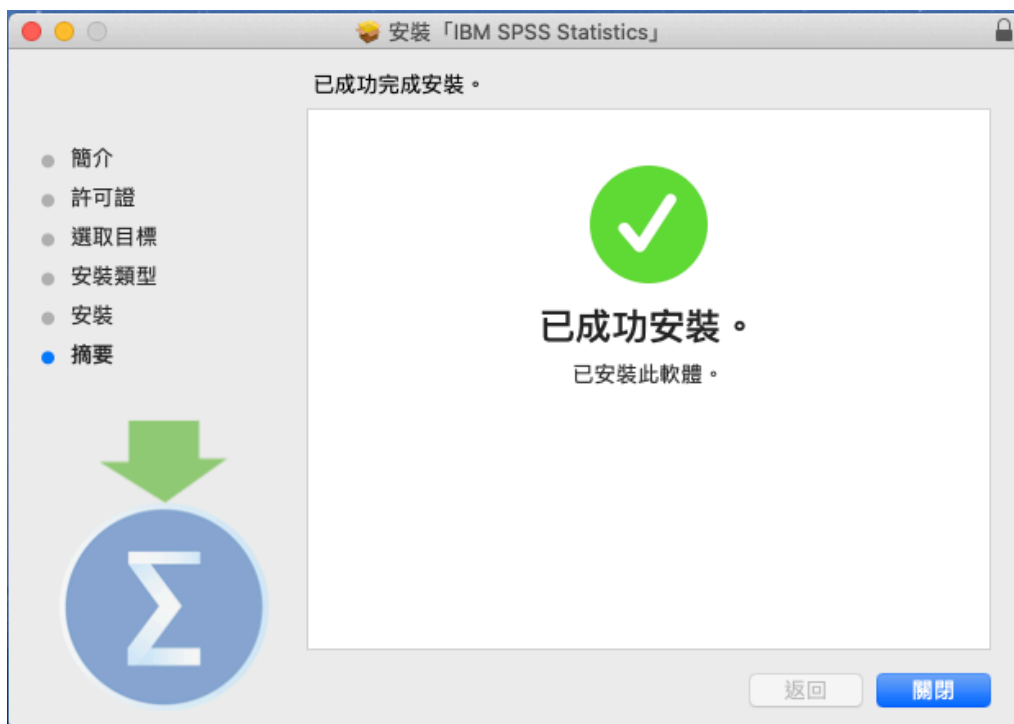 安裝「IBM SPSS Statistics」
已成功完成安裝。
簡介
許可證
選取目標
安裝類型
安裝
摘要
已成功安裝。
已安裝此軟體。
Σ
返回
關閉